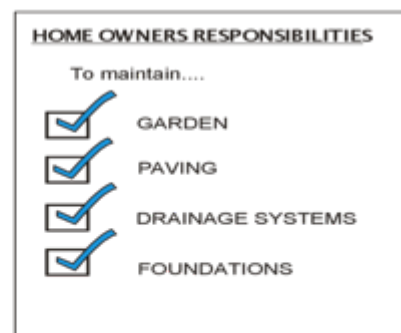 HOME OWNERS RESPONSIBILITIES
To maintain....
GARDEN
PAVING
DRAINAGE SYSTEMS
FOUNDATIONS